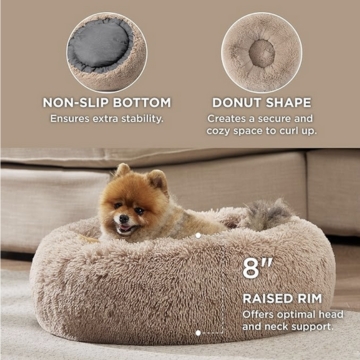 NON-SLIP BOTTOM
Ensures extra stability.
DONUT SHAPE
Creates a secure and
cozy space to curl up.
8"
RAISED RIM
Offers optimal head
and neck support.